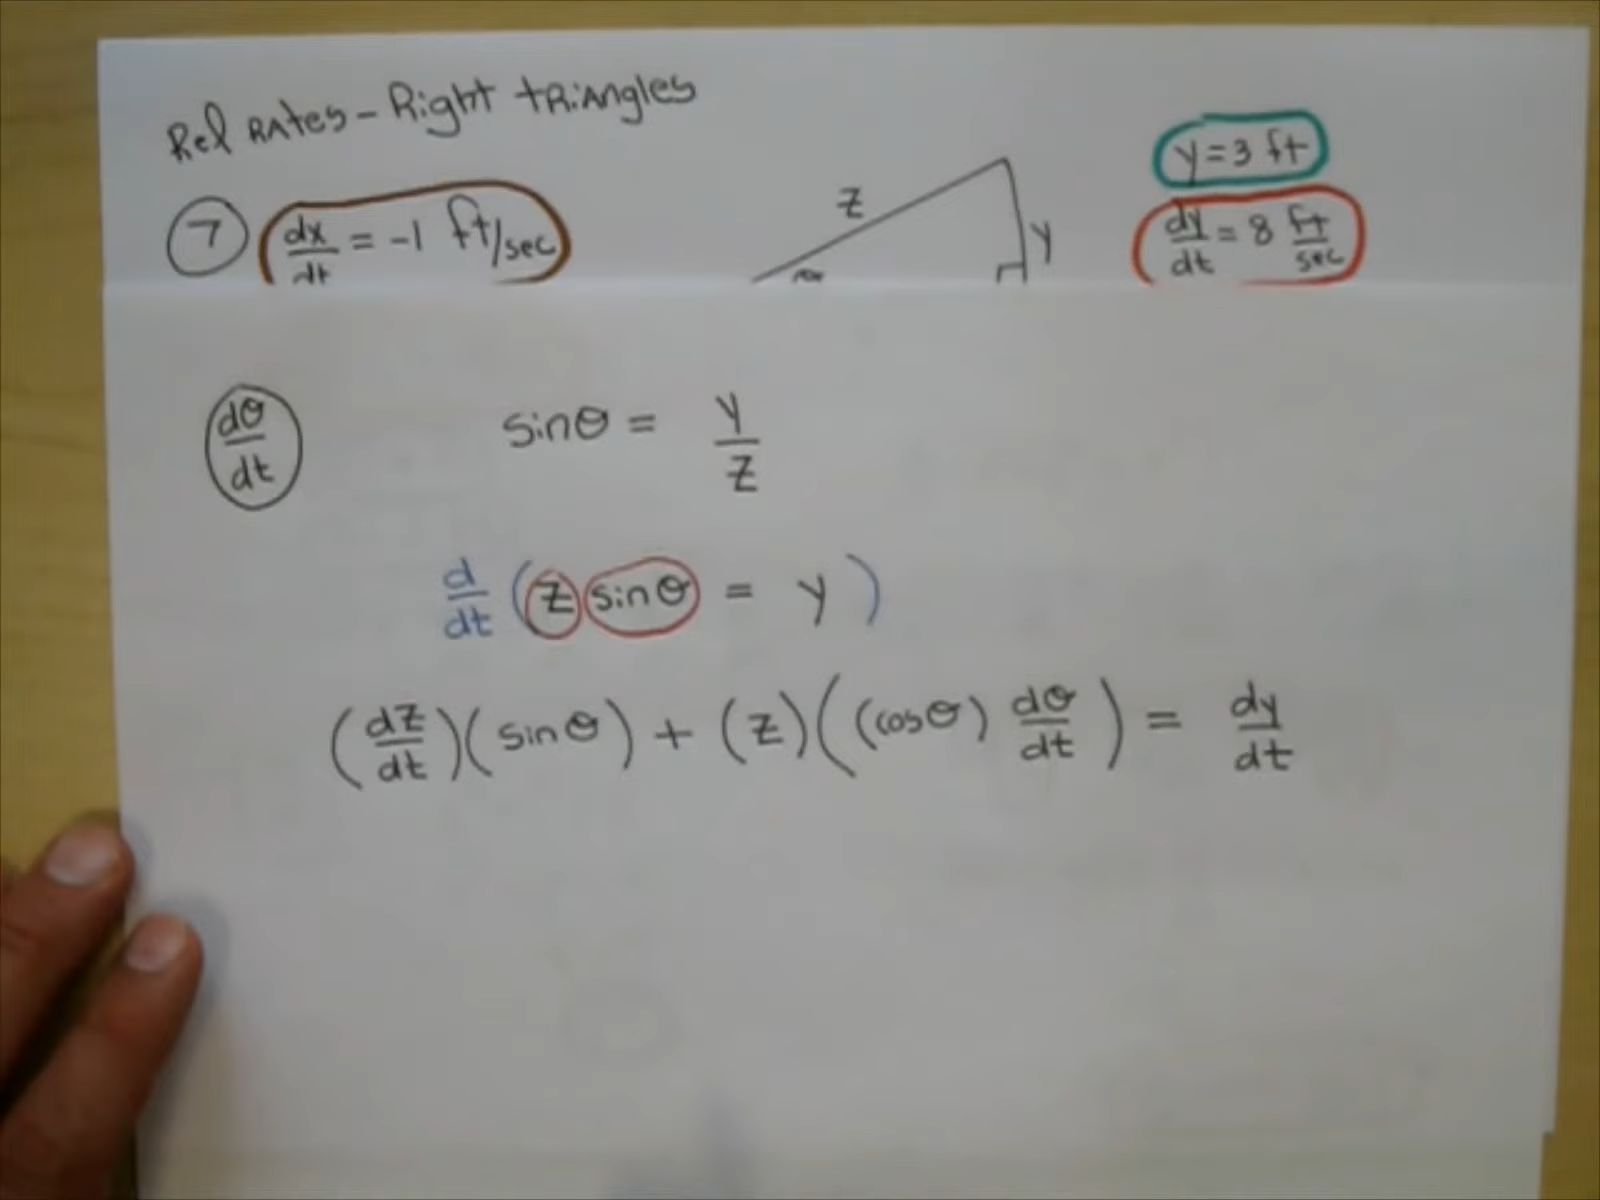 Rel Rates - Right triangles
7 dx/dt = -1 ft/sec
z
y
y = 3 ft
dy/dt = 8 ft/sec
dθ/dt
sinθ = y/z
d/dt (z sinθ = y)
(dz/dt)(sinθ) + (z)((cosθ) dθ/dt) = dy/dt